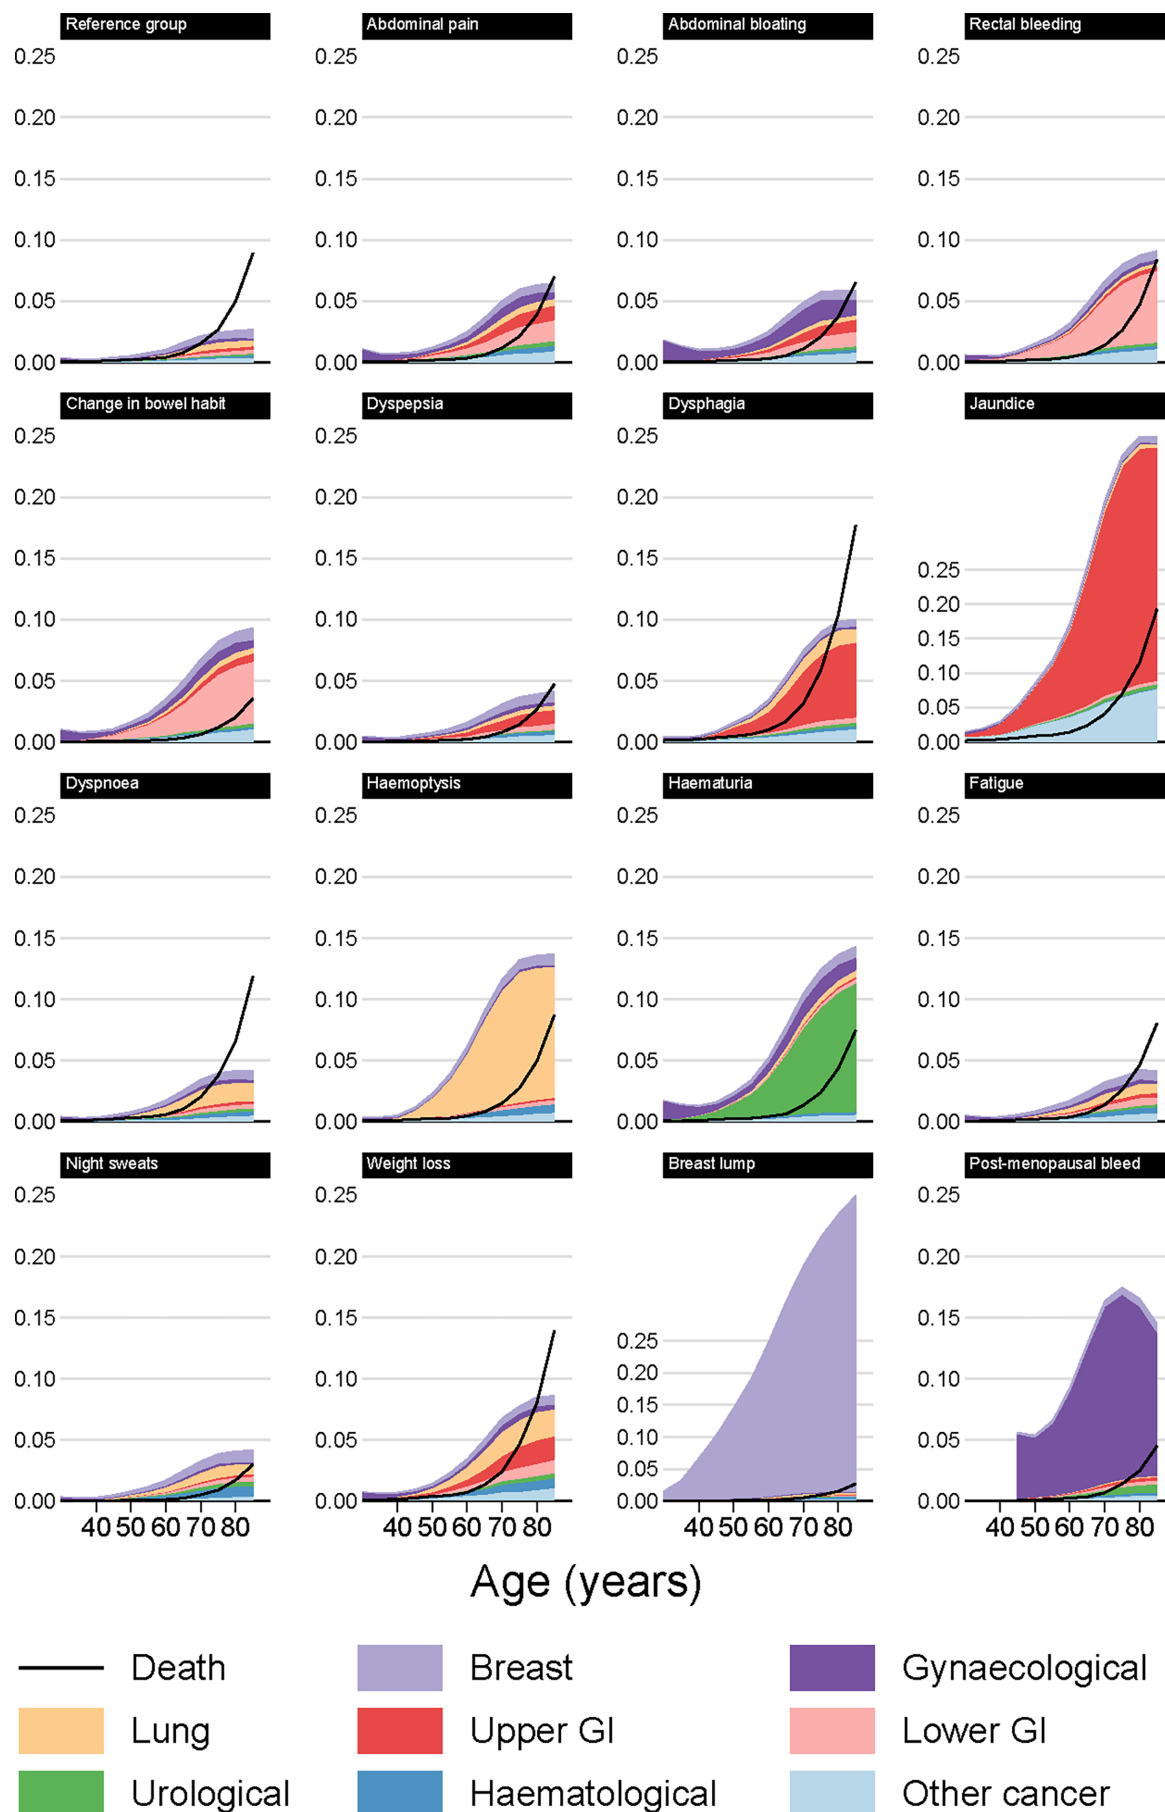 Reference group Abdominal pain Abdominal bloating Rectal bleeding
0.25 0.25 0.25 0.25
0.20 0.20 0.20 0.20
0.15 0.15 0.15 0.15
0.10 0.10 0.10 0.10
0.05 0.05 0.05 0.05
0.00 0.00 0.00 0.00
Change in bowel habit Dyspepsia Dysphagia Jaundice
0.25 0.25 0.25
0.20 0.20 0.20
0.15 0.15 0.15 0.25
0.20
0.10 0.10 0.10 0.15
0.10
0.05 0.05 0.05 0.05
0.00 0.00 0.00 0.00
Dyspnoea Haemoptysis Haematuria Fatigue
0.25 0.25 0.25 0.25
0.20 0.20 0.20 0.20
0.15 0.15 0.15 0.15
0.10 0.10 0.10 0.10
0.05 0.05 0.05 0.05
0.00 0.00 0.00 0.00
Night sweats Weight loss Breast lump Post-menopausal bleed
0.25 0.25 0.25
0.20 0.20 0.20
0.15 0.15 0.25 0.15
0.20
0.10 0.10 0.15 0.10
0.10
0.05 0.05 0.05 0.05
0.00 0.00 0.00 0.00
40 50 60 70 80 40 50 60 70 80 40 50 60 70 80 40 50 60 70 80
Age (years)
Death Breast Gynaecological
Lung Upper GI Lower GI
Urological Haematological Other cancer